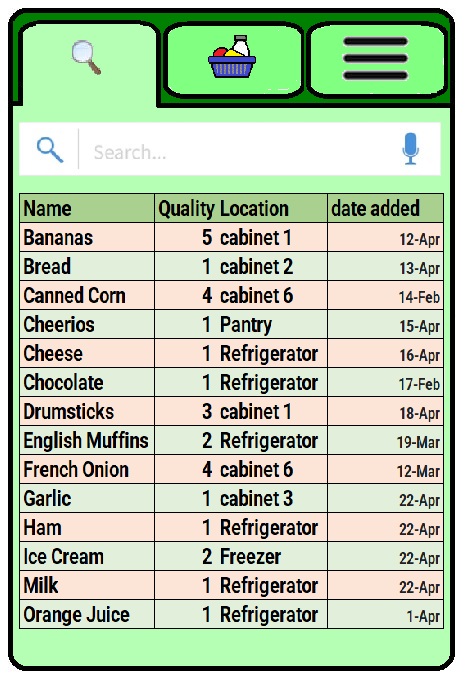 Search...
Name Quality Location date added
Bananas 5 cabinet 1 12-Apr
Bread 1 cabinet 2 13-Apr
Canned Corn 4 cabinet 6 14-Feb
Cheerios 1 Pantry 15-Apr
Cheese 1 Refrigerator 16-Apr
Chocolate 1 Refrigerator 17-Feb
Drumsticks 3 cabinet 1 18-Apr
English Muffins 2 Refrigerator 19-Mar
French Onion 4 cabinet 6 12-Mar
Garlic 1 cabinet 3 22-Apr
Ham 1 Refrigerator 22-Apr
Ice Cream 2 Freezer 22-Apr
Milk 1 Refrigerator 22-Apr
Orange Juice 1 Refrigerator 1-Apr